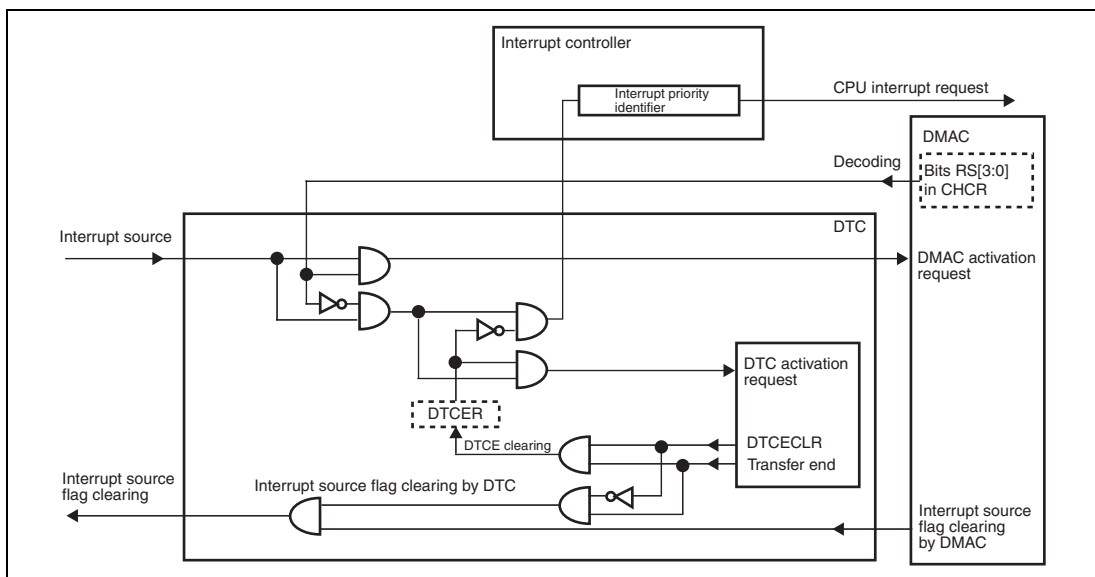 Interrupt controller
Interrupt priority
identifier
CPU interrupt request
DMAC
Decoding
Bits RS[3:0]
in CHCR
DTC
Interrupt source
DMAC activation
request
DTC activation
request
DTCER
DTCE clearing
DTCECLR
Transfer end
Interrupt source
flag clearing
Interrupt source flag clearing by DTC
Interrupt source
flag clearing
by DMAC